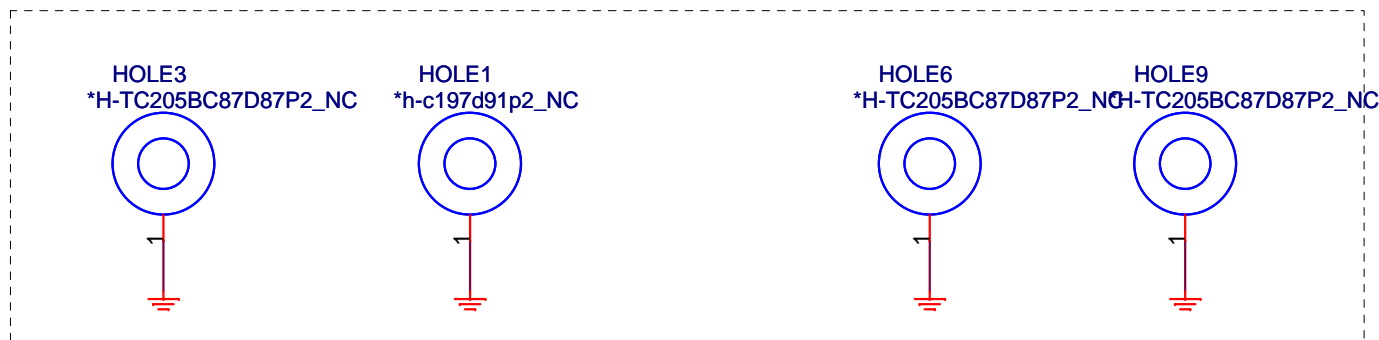 HOLE3
*H-TC205BC87D87P2_NC
HOLE1
*h-c197d91p2_NC
HOLE6
*H-TC205BC87D87P2_NC
HOLE9
*H-TC205BC87D87P2_NC
1
1
1
1